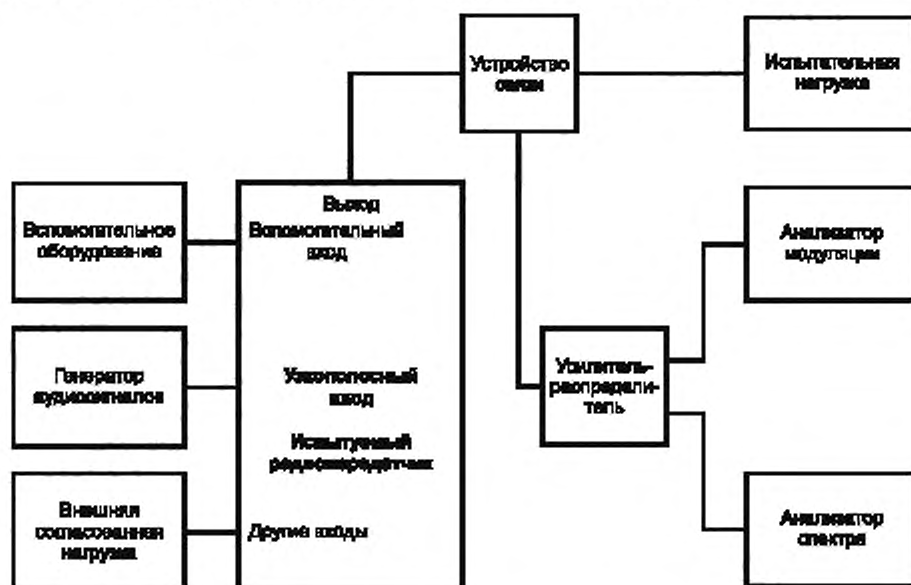 Устройство
связи
Испытательная
нагрузка
Выход
Вспомогательное
оборудование
Вспомогательный
вход
Анализатор
модуляции
Генератор
аудиосигналов
Узкополосный
вход
Усилитель-
распредели-
тель
Испытуемый
радиопередатчик
Внешняя
согласованная
нагрузка
Другие входы
Анализатор
спектра